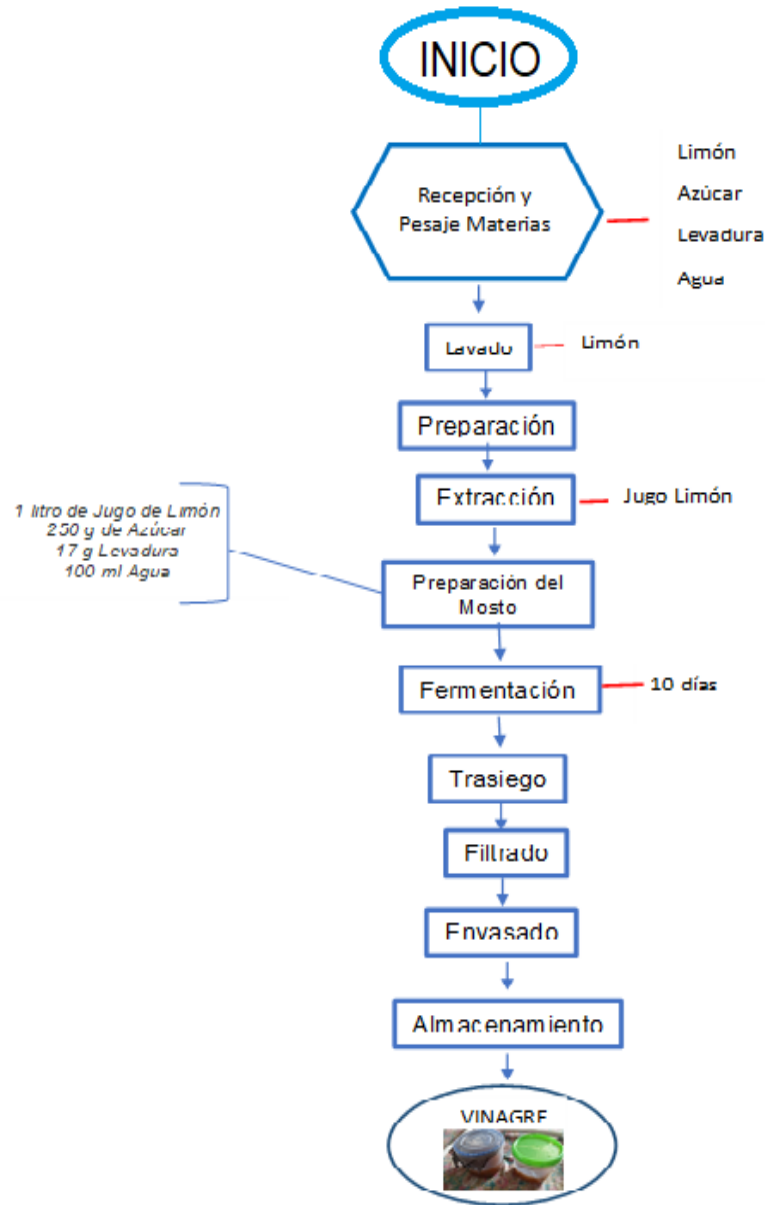 INICIO
Recepción y
Pesaje Materias
Limón
Azúcar
Levadura
Agua
Lavado
Limón
Preparación
Extracción
Jugo Limón
1 litro de Jugo de Limón
250 g de Azúcar
17 g Levadura
100 ml Agua
Preparación del
Mosto
Fermentación
10 días
Trasiego
Filtrado
Envasado
Almacenamiento
VINAGRE